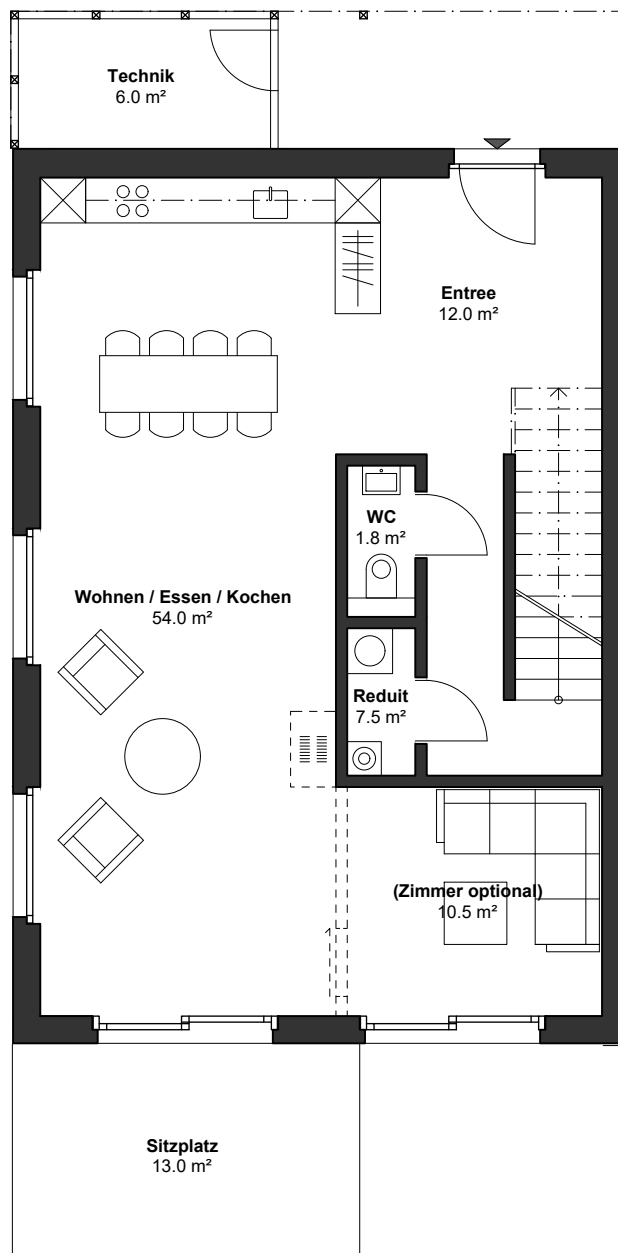 Technik
6.0 m²
Entree
12.0 m²
WC
1.8 m²
Wohnen / Essen / Kochen
54.0 m²
Reduit
7.5 m²
(Zimmer optional)
10.5 m²
Sitzplatz
13.0 m²